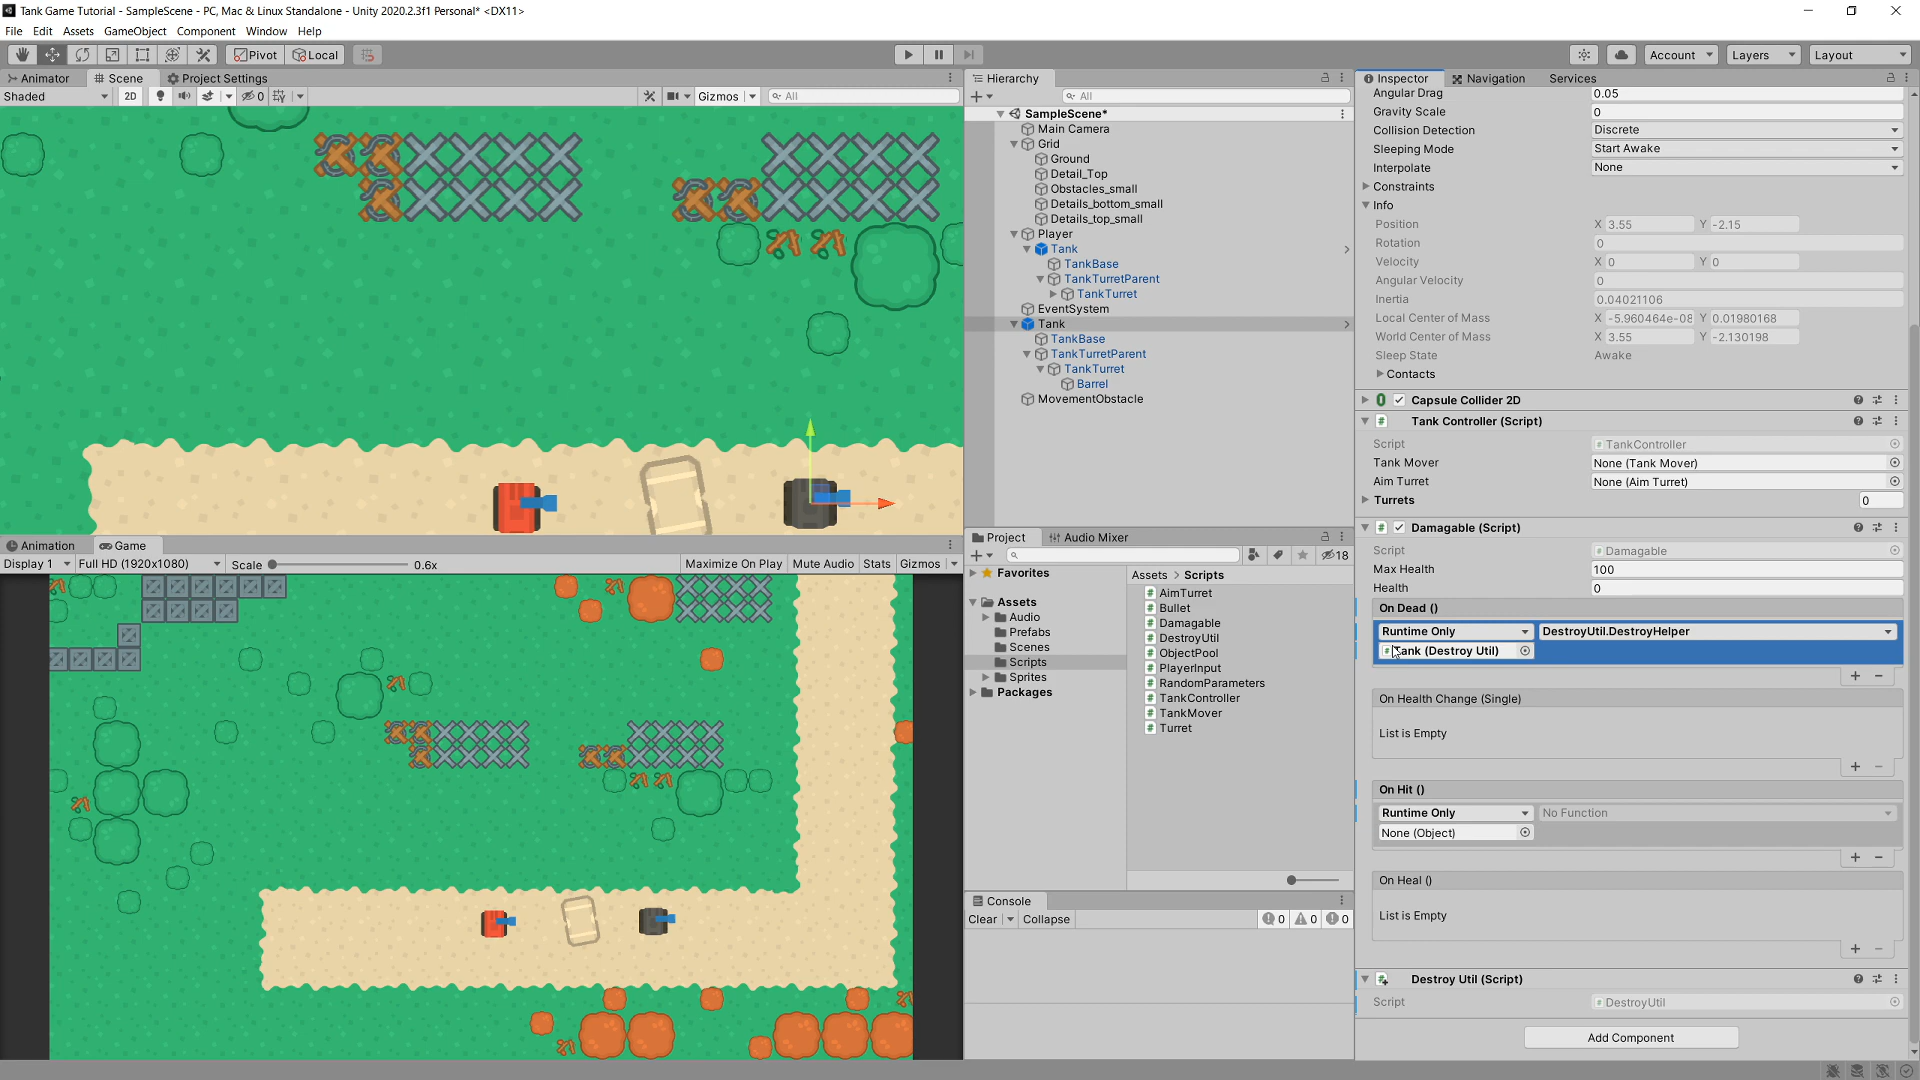 Tank Game Tutorial - SampleScene - PC, Mac & Linux Standalone - Unity 2020.2.3f1 Personal* <DX11>
File Edit Assets GameObject Component Window Help
Pivot Local Account Layers Layout
Animator Scene Project Settings
Shaded 2D 0 Gizmos All
Hierarchy
All
SampleScene*
Main Camera
Grid
Ground
Detail_Top
Obstacles_small
Details_bottom_small
Details_top_small
Player
Tank
TankBase
TankTurretParent
TankTurret
EventSystem
Tank
TankBase
TankTurretParent
TankTurret
Barrel
MovementObstacle
Animation Game
Display 1 Full HD (1920x1080) Scale 0.6x Maximize On Play Mute Audio Stats Gizmos
Project Audio Mixer
18
Favorites
Assets
Audio
Prefabs
Scenes
Scripts
Sprites
Packages
Assets > Scripts
AimTurret
Bullet
Damagable
DestroyUtil
ObjectPool
PlayerInput
RandomParameters
TankController
TankMover
Turret
Console
Clear Collapse 0 0 0
Inspector Navigation Services
Angular Drag 0.05
Gravity Scale 0
Collision Detection Discrete
Sleeping Mode Start Awake
Interpolate None
Constraints
Info
Position X 3.55 Y -2.15
Rotation 0
Velocity X 0 Y 0
Angular Velocity 0
Inertia 0.04021106
Local Center of Mass X -5.960464e-08 Y 0.01980168
World Center of Mass X 3.55 Y -2.130198
Sleep State Awake
Contacts
Capsule Collider 2D
Tank Controller (Script)
Script TankController
Tank Mover None (Tank Mover)
Aim Turret None (Aim Turret)
Turrets 0
Damagable (Script)
Script Damagable
Max Health 100
Health 0
On Dead ()
Runtime Only DestroyUtil.DestroyHelper
Tank (Destroy Util)
+ −
On Health Change (Single)
List is Empty
+ −
On Hit ()
Runtime Only No Function
None (Object)
+ −
On Heal ()
List is Empty
+ −
Destroy Util (Script)
Script DestroyUtil
Add Component